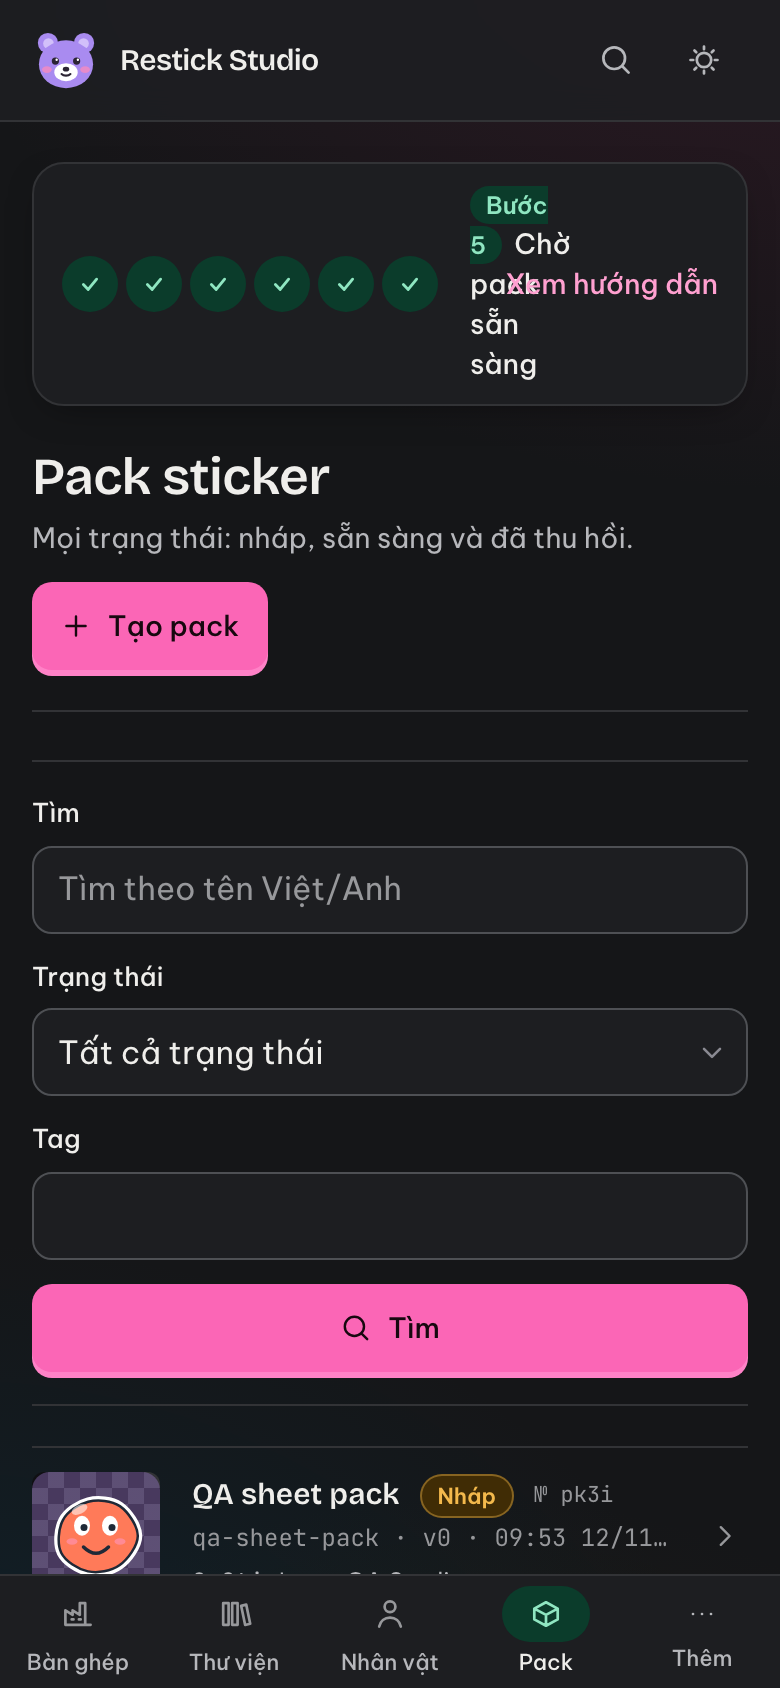 Restick Studio
Bước
5 Chờ
pack
Xem hướng dẫn
sẵn
sàng
Pack sticker
Mọi trạng thái: nháp, sẵn sàng và đã thu hồi.
Tạo pack
Tìm
Tìm theo tên Việt/Anh
Trạng thái
Tất cả trạng thái
Tag
Tìm
QA sheet pack Nháp № pk3i
qa-sheet-pack · v0 · 09:53 12/11…
Bàn ghép Thư viện Nhân vật Pack Thêm